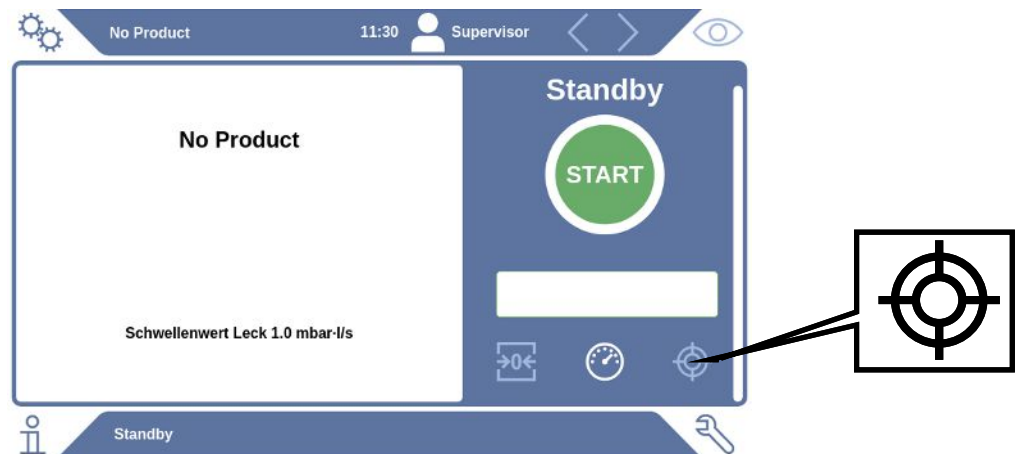 No Product
11:30
Supervisor
No Product
Schwellenwert Leck 1.0 mbar·l/s
Standby
START
>0<
Standby